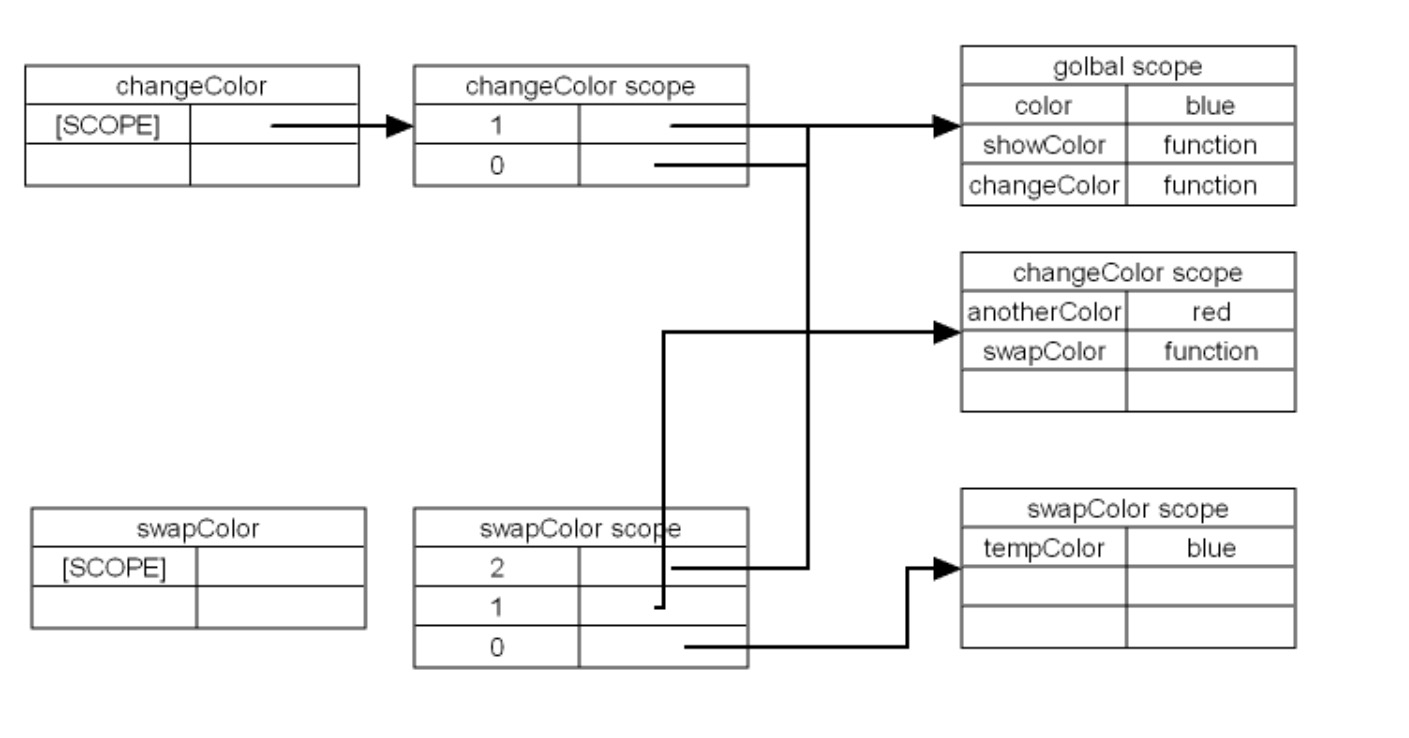 changeColor
[SCOPE]
changeColor scope
1
0
golbal scope
color blue
showColor function
changeColor function
changeColor scope
anotherColor red
swapColor function
swapColor
[SCOPE]
swapColor scope
2
1
0
swapColor scope
tempColor blue